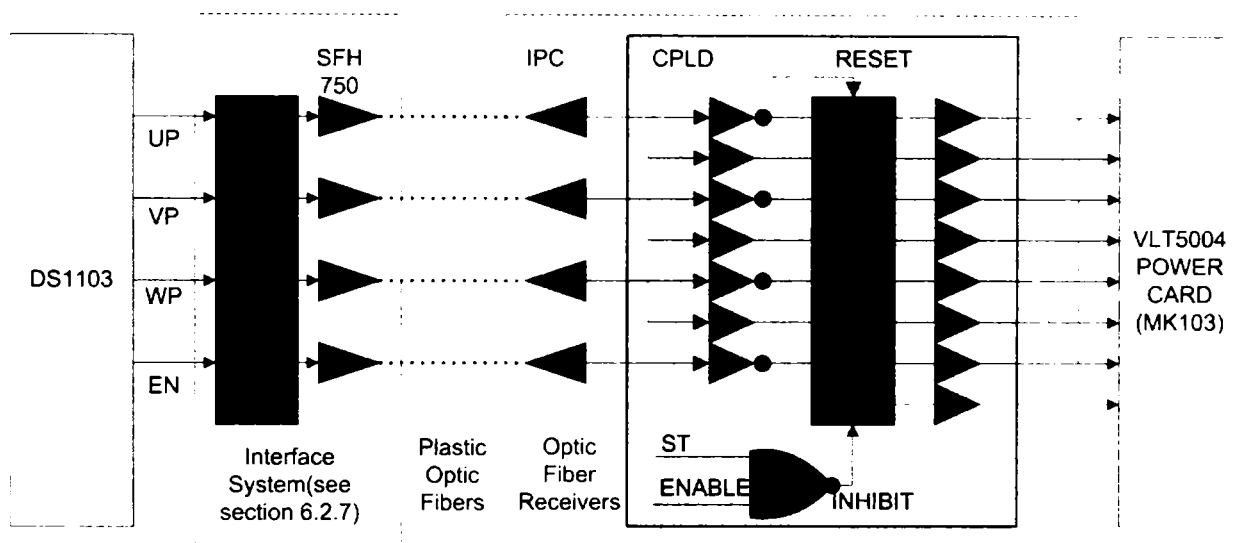 SFH
750
IPC
CPLD
RESET
UP
VP
DS1103
WP
EN
VLT5004
POWER
CARD
(MK103)
Interface
System(see
section 6.2.7)
Plastic
Optic
Fibers
Optic
Fiber
Receivers
ST
ENABLE
INHIBIT